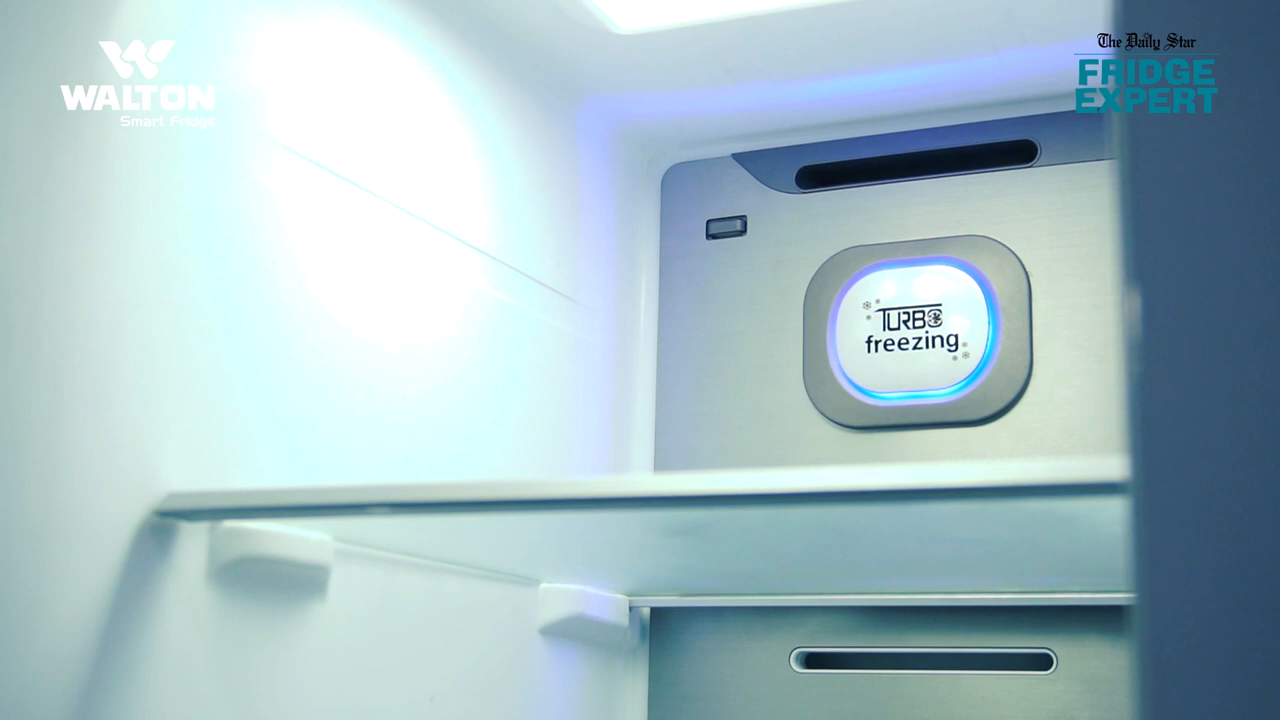 WALTON
Smart Fridge
The Daily Star
FRIDGE
EXPERT
TURBO
freezing